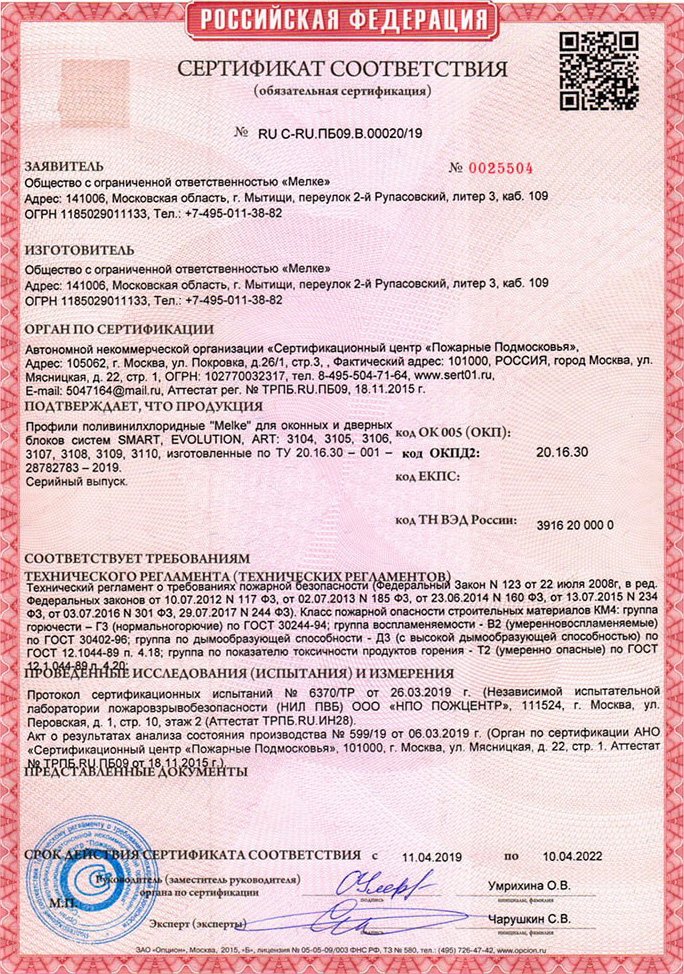 РОССИЙСКАЯ ФЕДЕРАЦИЯ
СЕРТИФИКАТ СООТВЕТСТВИЯ
(обязательная сертификация)
№ RU C-RU.ПБ09.В.00020/19
ЗАЯВИТЕЛЬ
№ 0025504
Общество с ограниченной ответственностью «Мелке»
Адрес: 141006, Московская область, г. Мытищи, переулок 2-й Рупасовский, литер 3, каб. 109
ОГРН 1185029011133, Тел.: +7-495-011-38-82
ИЗГОТОВИТЕЛЬ
Общество с ограниченной ответственностью «Мелке»
Адрес: 141006, Московская область, г. Мытищи, переулок 2-й Рупасовский, литер 3, каб. 109
ОГРН 1185029011133, Тел.: +7-495-011-38-82
ОРГАН ПО СЕРТИФИКАЦИИ
Автономной некоммерческой организации «Сертификационный центр «Пожарные Подмосковья»,
Адрес: 105062, г. Москва, ул. Покровка, д.26/1, стр.3, , Фактический адрес: 101000, РОССИЯ, город Москва, ул.
Мясницкая, д. 22, стр. 1, ОГРН: 102770032317, тел. 8-495-504-71-64, www.sert01.ru,
E-mail: 5047164@mail.ru, Аттестат рег. № ТРПБ.RU.ПБ09, 18.11.2015 г.
ПОДТВЕРЖДАЕТ, ЧТО ПРОДУКЦИЯ
Профили поливинилхлоридные "Melke" для оконных и дверных
блоков систем SMART, EVOLUTION, ART: 3104, 3105, 3106,
3107, 3108, 3109, 3110, изготовленные по ТУ 20.16.30 – 001 –
28782783 – 2019.
Серийный выпуск.
код ОК 005 (ОКП):
код ОКПД2: 20.16.30
код ЕКПС:
код ТН ВЭД России: 3916 20 000 0
СООТВЕТСТВУЕТ ТРЕБОВАНИЯМ
ТЕХНИЧЕСКОГО РЕГЛАМЕНТА (ТЕХНИЧЕСКИХ РЕГЛАМЕНТОВ)
Технический регламент о требованиях пожарной безопасности (Федеральный Закон N 123 от 22 июля 2008г, в ред.
Федеральных законов от 10.07.2012 N 117 ФЗ, от 02.07.2013 N 185 ФЗ, от 23.06.2014 N 160 ФЗ, от 13.07.2015 N 234
ФЗ, от 03.07.2016 N 301 ФЗ, 29.07.2017 N 244 ФЗ). Класс пожарной опасности строительных материалов КМ4: группа
горючести – Г3 (нормальногорючие) по ГОСТ 30244-94; группа воспламеняемости - В2 (умеренновоспламеняемые)
по ГОСТ 30402-96; группа по дымообразующей способности - Д3 (с высокой дымообразующей способностью) по
ГОСТ 12.1044-89 п. 4.18; группа по показателю токсичности продуктов горения - Т2 (умеренно опасные) по ГОСТ
12.1.044-89 п. 4.20;
ПРОВЕДЕННЫЕ ИССЛЕДОВАНИЯ (ИСПЫТАНИЯ) И ИЗМЕРЕНИЯ
Протокол сертификационных испытаний № 6370/ТР от 26.03.2019 г. (Независимой испытательной
лаборатории пожаровзрывобезопасности (НИЛ ПВБ) ООО «НПО ПОЖЦЕНТР», 111524, г. Москва, ул.
Перовская, д. 1, стр. 10, этаж 2 (Аттестат ТРПБ.RU.ИН28).
Акт о результатах анализа состояния производства № 599/19 от 06.03.2019 г. (Орган по сертификации АНО
«Сертификационный центр «Пожарные Подмосковья», 101000, г. Москва, ул. Мясницкая, д. 22, стр. 1. Аттестат
№ ТРПБ.RU.ПБ09 от 18.11.2015 г.).
ПРЕДСТАВЛЕННЫЕ ДОКУМЕНТЫ
СРОК ДЕЙСТВИЯ СЕРТИФИКАТА СООТВЕТСТВИЯ с 11.04.2019 по 10.04.2022
Руководитель (заместитель руководителя)
органа по сертификации
подпись
Умрихина О.В.
инициалы, фамилия
М.П.
Эксперт (эксперты)
подпись
Чарушкин С.В.
инициалы, фамилия
ЗАО «Опцион», Москва, 2015, «Б», лицензия № 05-05-09/003 ФНС РФ, ТЗ № 580, тел.: (495) 726-47-42, www.opcion.ru